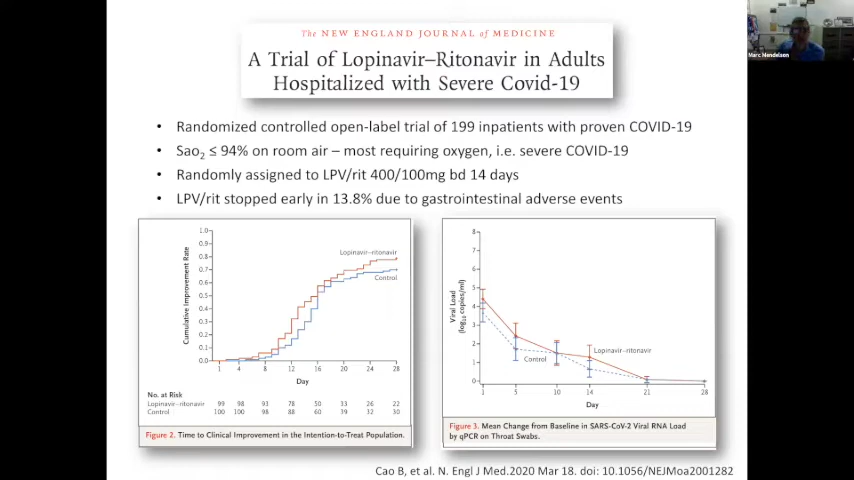 The NEW ENGLAND JOURNAL of MEDICINE
A Trial of Lopinavir–Ritonavir in Adults
Hospitalized with Severe Covid-19
Marc Mendelson
• Randomized controlled open-label trial of 199 inpatients with proven COVID-19
• Sao2 ≤ 94% on room air – most requiring oxygen, i.e. severe COVID-19
• Randomly assigned to LPV/rit 400/100mg bd 14 days
• LPV/rit stopped early in 13.8% due to gastrointestinal adverse events
Cumulative Improvement Rate
1.0
0.9
0.8
0.7
0.6
0.5
0.4
0.3
0.2
0.1
0.0
Lopinavir–ritonavir
Control
1 4 8 12 16 20 24 28
Day
No. at Risk
Lopinavir–ritonavir 99 98 93 78 50 33 26 22
Control 100 100 98 88 60 39 32 30
Figure 2. Time to Clinical Improvement in the Intention-to-Treat Population.
Viral Load
(log10 copies/ml)
8
7
6
5
4
3
2
1
0
Lopinavir–ritonavir
Control
1 5 10 14 21 28
Day
Figure 3. Mean Change from Baseline in SARS-CoV-2 Viral RNA Load
by qPCR on Throat Swabs.
Cao B, et al. N. Engl J Med.2020 Mar 18. doi: 10.1056/NEJMoa2001282